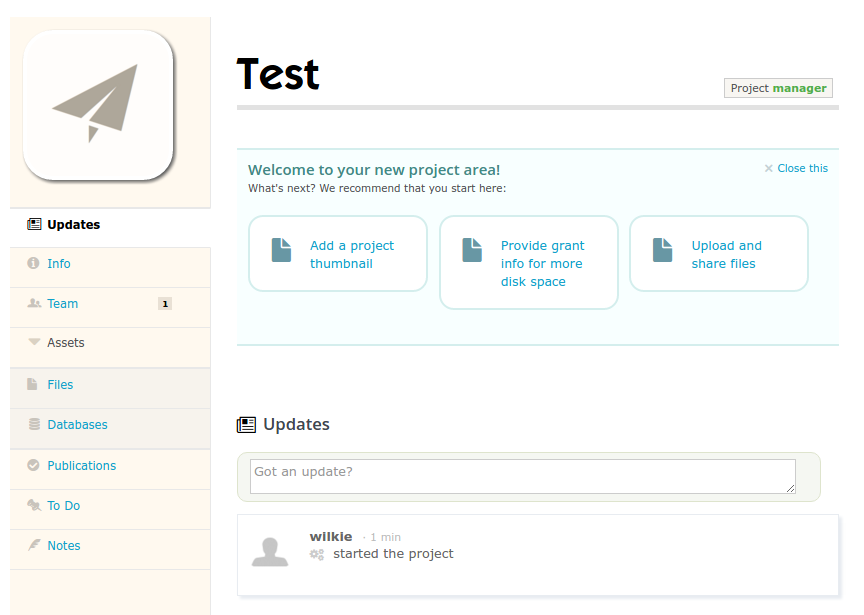 Test
Project manager
Welcome to your new project area!
× Close this
What's next? We recommend that you start here:
Add a project
thumbnail
Provide grant
info for more
disk space
Upload and
share files
Updates
Info
Team 1
Assets
Files
Databases
Publications
To Do
Notes
Updates
Got an update?
wilkie · 1 min
started the project